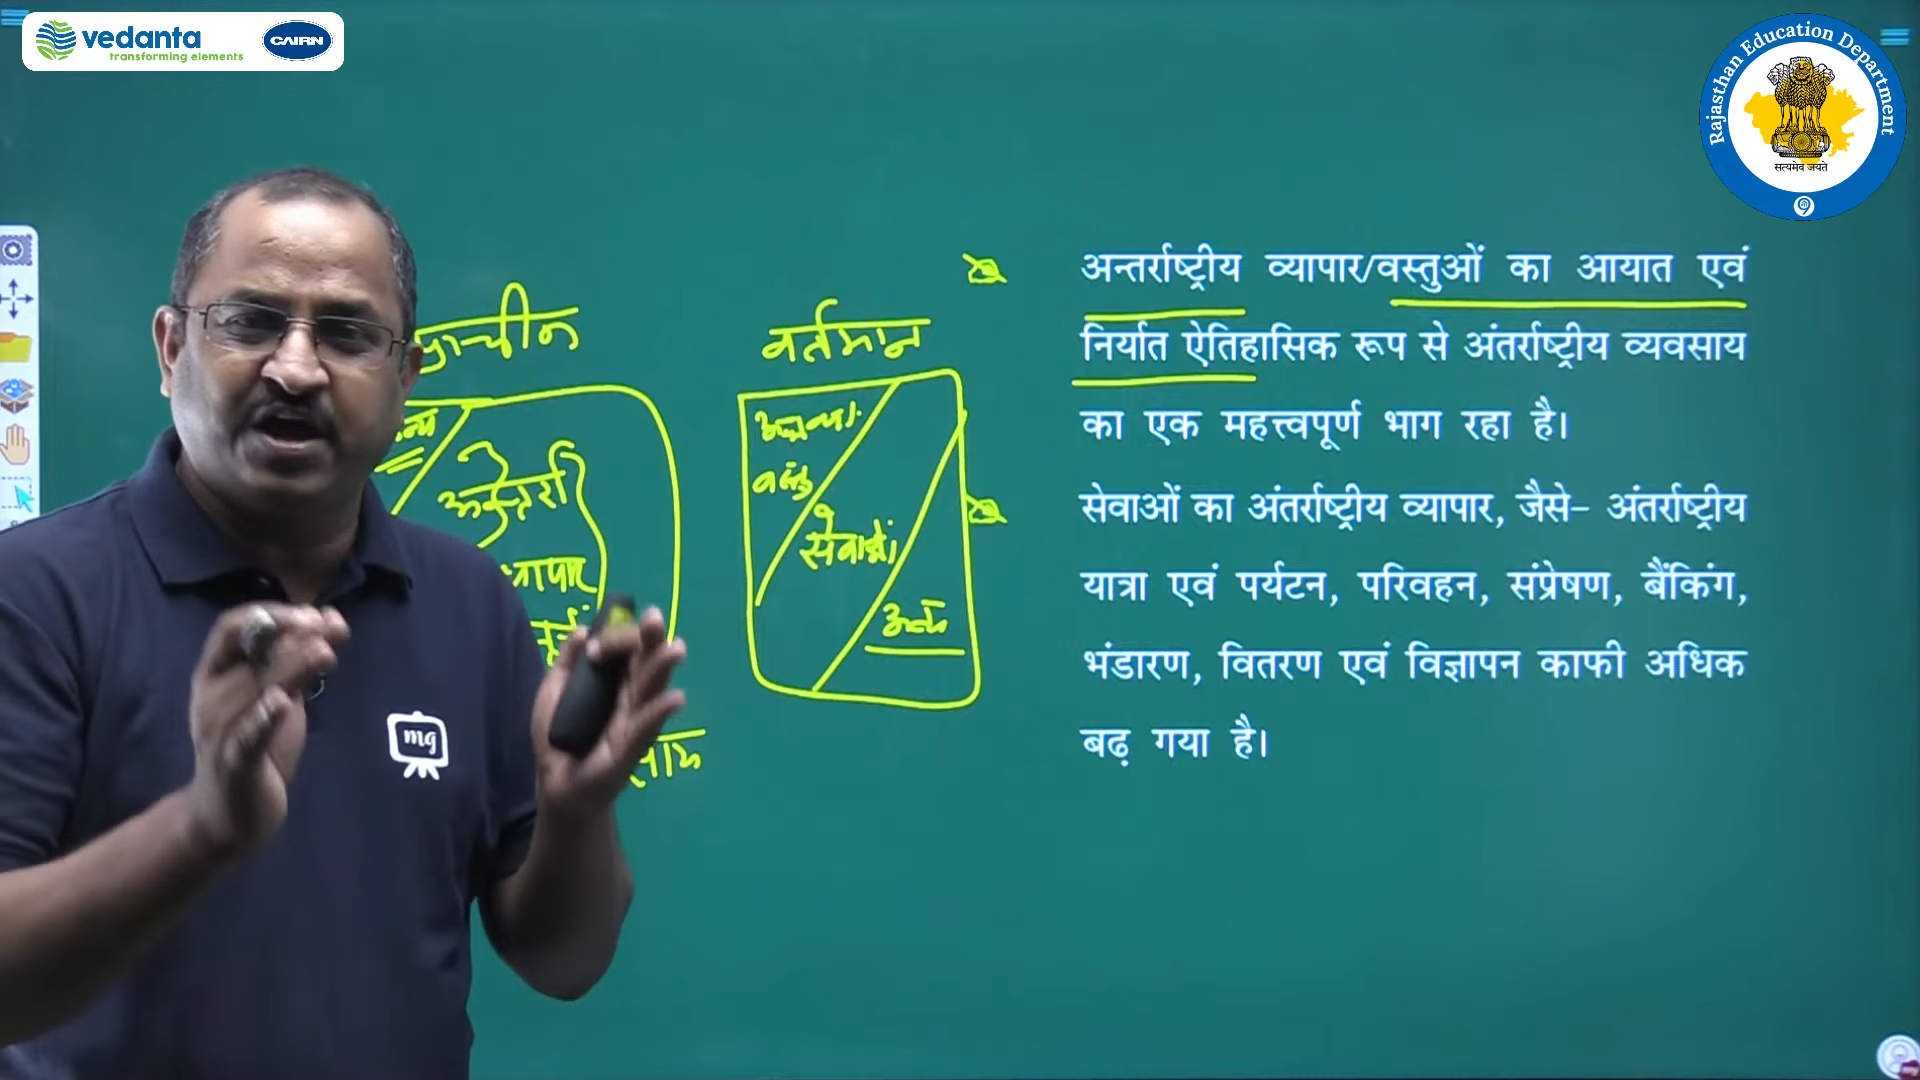 vedanta
transforming elements
CAIRN
Rajasthan Education Department
सत्यमेव जयते
अन्तर्राष्ट्रीय व्यापार/वस्तुओं का आयात एवं
निर्यात ऐतिहासिक रूप से अंतर्राष्ट्रीय व्यवसाय
का एक महत्त्वपूर्ण भाग रहा है।
सेवाओं का अंतर्राष्ट्रीय व्यापार, जैसे– अंतर्राष्ट्रीय
यात्रा एवं पर्यटन, परिवहन, संप्रेषण, बैंकिंग,
भंडारण, वितरण एवं विज्ञापन काफी अधिक
बढ़ गया है।
प्राचीन
वर्तमान
सेवाओं
mg